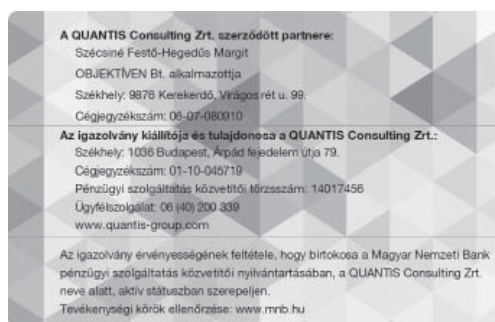 A QUANTIS Consulting Zrt. szerződött partnere:
Szécsiné Festő-Hegedűs Margit
OBJEKTÍVEN Bt. alkalmazottja
Székhely: 9876 Kerekerdő, Virágos rét u. 99.
Cégjegyzékszám: 06-07-080910
Az igazolvány kiállítója és tulajdonosa a QUANTIS Consulting Zrt.:
Székhely: 1036 Budapest, Árpád fejedelem útja 79.
Cégjegyzékszám: 01-10-045719
Pénzügyi szolgáltatás közvetítői törzsszám: 14017456
Ügyfélszolgálat: 06 (40) 200 339
www.quantis-group.com
Az igazolvány érvényességének feltétele, hogy birtokosa a Magyar Nemzeti Bank
pénzügyi szolgáltatás közvetítői nyilvántartásában, a QUANTIS Consulting Zrt.
neve alatt, aktív státuszban szerepeljen.
Tevékenységi körök ellenőrzése: www.mnb.hu